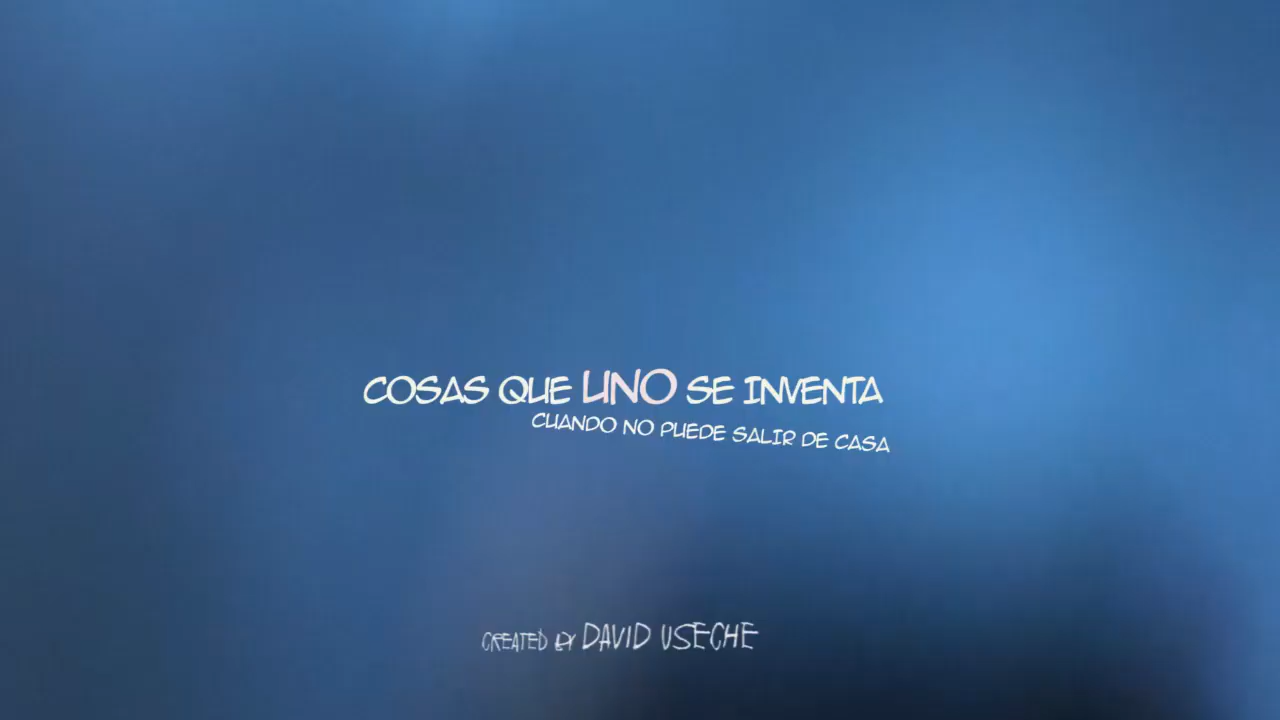 COSAS QUE UNO SE INVENTA
CUANDO NO PUEDE SALIR DE CASA
CREATED BY DAVID USECHE